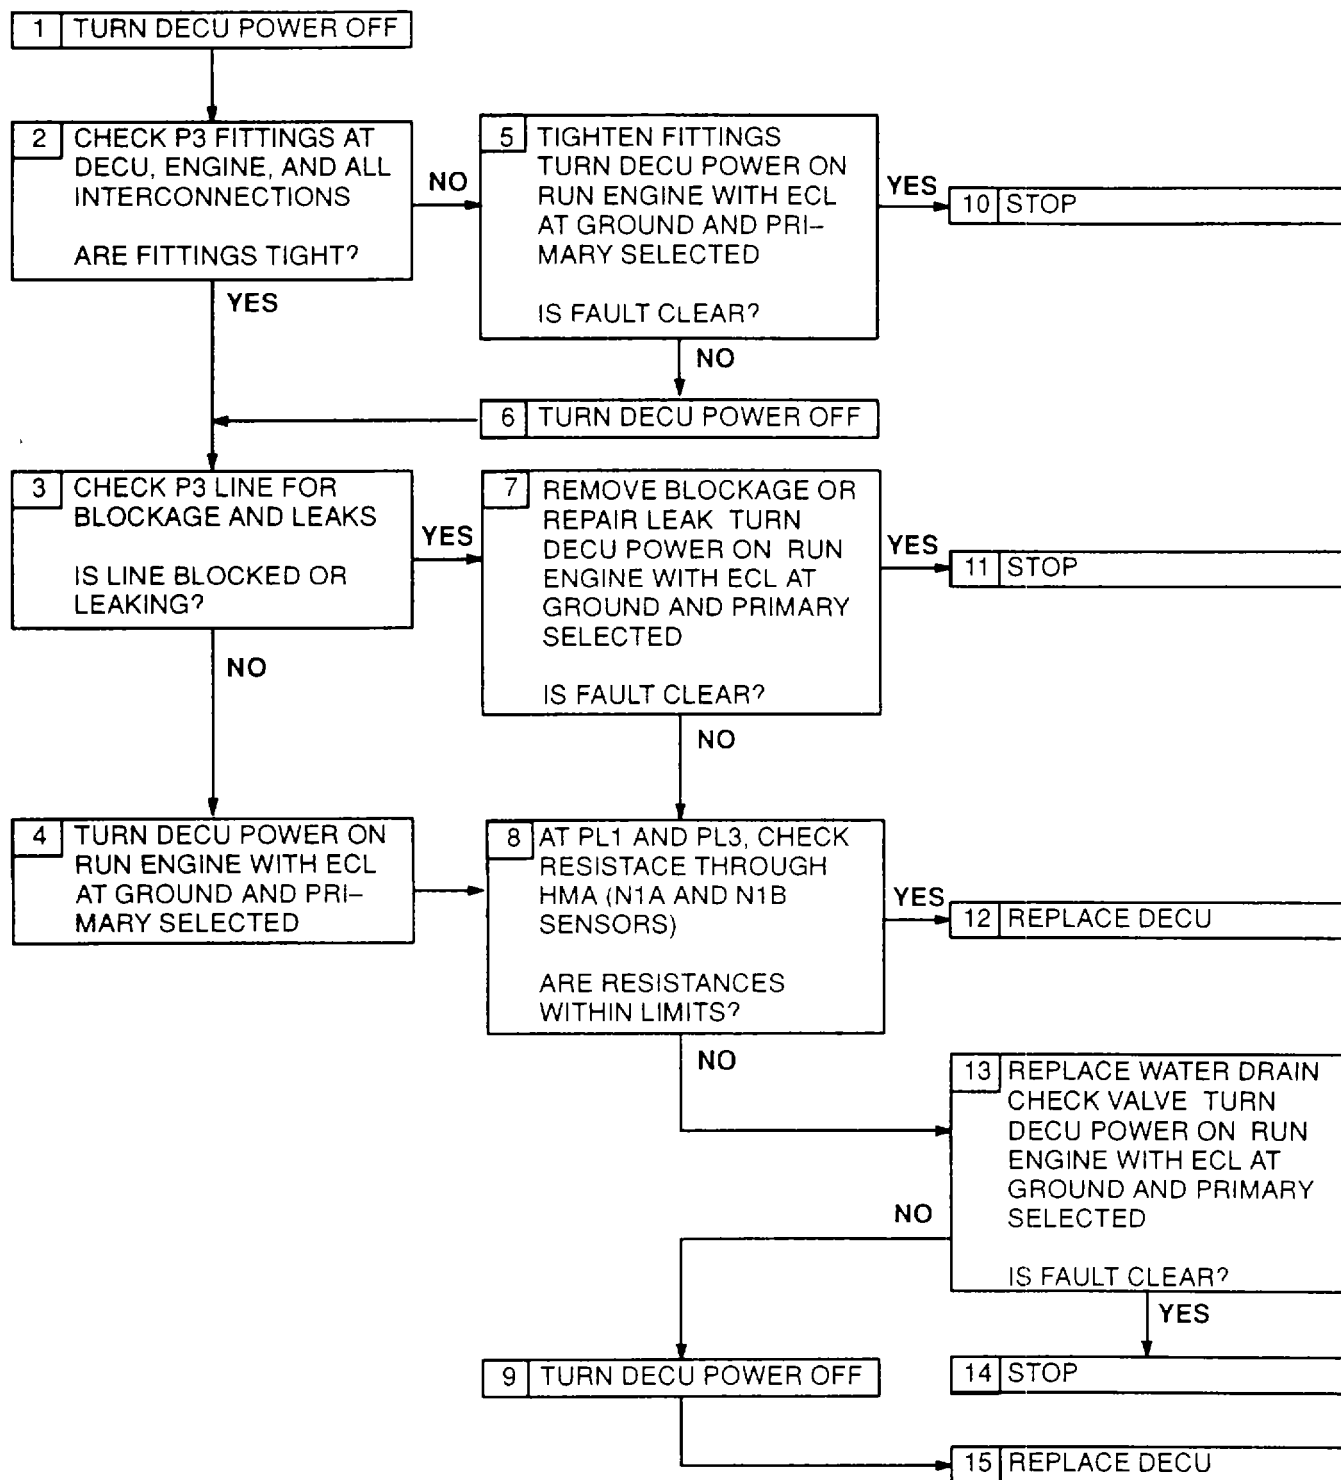 1 TURN DECU POWER OFF
2 CHECK P3 FITTINGS AT
DECU, ENGINE, AND ALL
INTERCONNECTIONS
ARE FITTINGS TIGHT?
NO
YES
5 TIGHTEN FITTINGS
TURN DECU POWER ON
RUN ENGINE WITH ECL
AT GROUND AND PRI–
MARY SELECTED
IS FAULT CLEAR?
YES
NO
10 STOP
6 TURN DECU POWER OFF
3 CHECK P3 LINE FOR
BLOCKAGE AND LEAKS
IS LINE BLOCKED OR
LEAKING?
YES
NO
7 REMOVE BLOCKAGE OR
REPAIR LEAK TURN
DECU POWER ON RUN
ENGINE WITH ECL AT
GROUND AND PRIMARY
SELECTED
IS FAULT CLEAR?
YES
NO
11 STOP
4 TURN DECU POWER ON
RUN ENGINE WITH ECL
AT GROUND AND PRI–
MARY SELECTED
8 AT PL1 AND PL3, CHECK
RESISTACE THROUGH
HMA (N1A AND N1B
SENSORS)
ARE RESISTANCES
WITHIN LIMITS?
YES
NO
12 REPLACE DECU
13 REPLACE WATER DRAIN
CHECK VALVE TURN
DECU POWER ON RUN
ENGINE WITH ECL AT
GROUND AND PRIMARY
SELECTED
IS FAULT CLEAR?
NO
YES
9 TURN DECU POWER OFF
14 STOP
15 REPLACE DECU